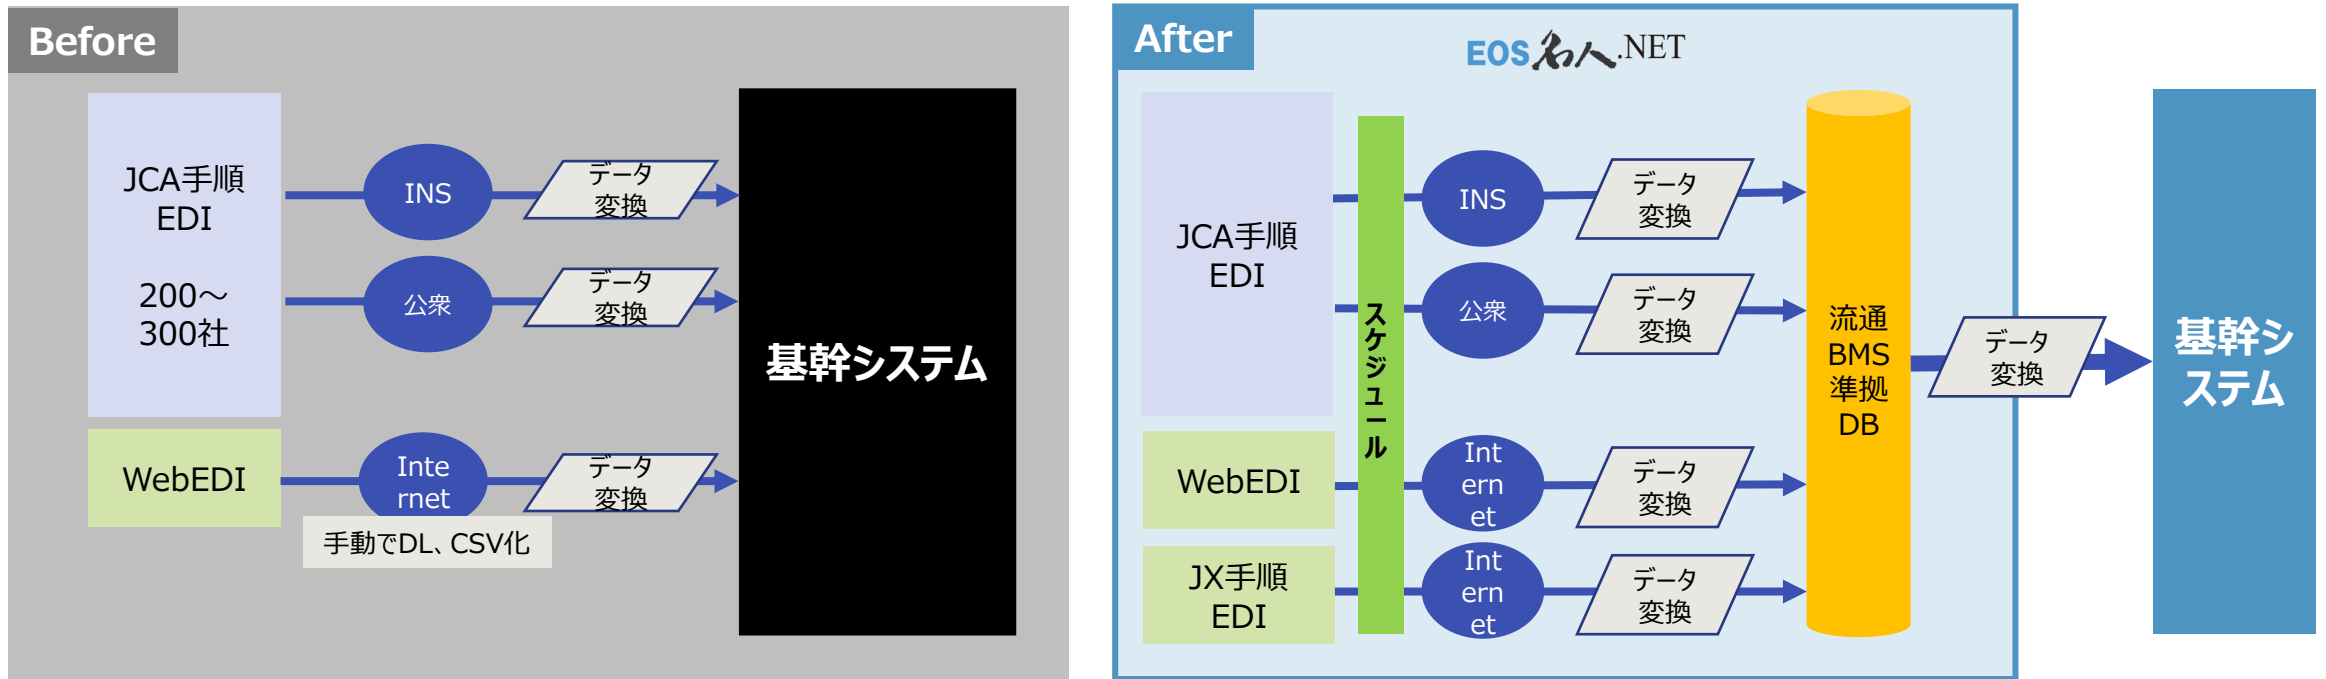 Before
JCA手順
EDI
200～
300社
INS
データ
変換
公衆
データ
変換
WebEDI
Inte
rnet
データ
変換
手動でDL、CSV化
基幹システム
After
EOS名人.NET
JCA手順
EDI
スケジュール
INS
データ
変換
公衆
データ
変換
WebEDI
Int
ern
et
データ
変換
JX手順
EDI
Int
ern
et
データ
変換
流通
BMS
準拠
DB
データ
変換
基幹シ
ステム